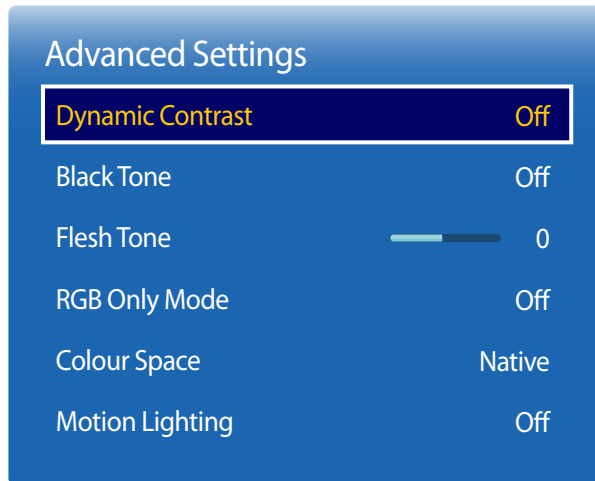 Advanced Settings
Dynamic Contrast Off
Black Tone Off
Flesh Tone 0
RGB Only Mode Off
Colour Space Native
Motion Lighting Off